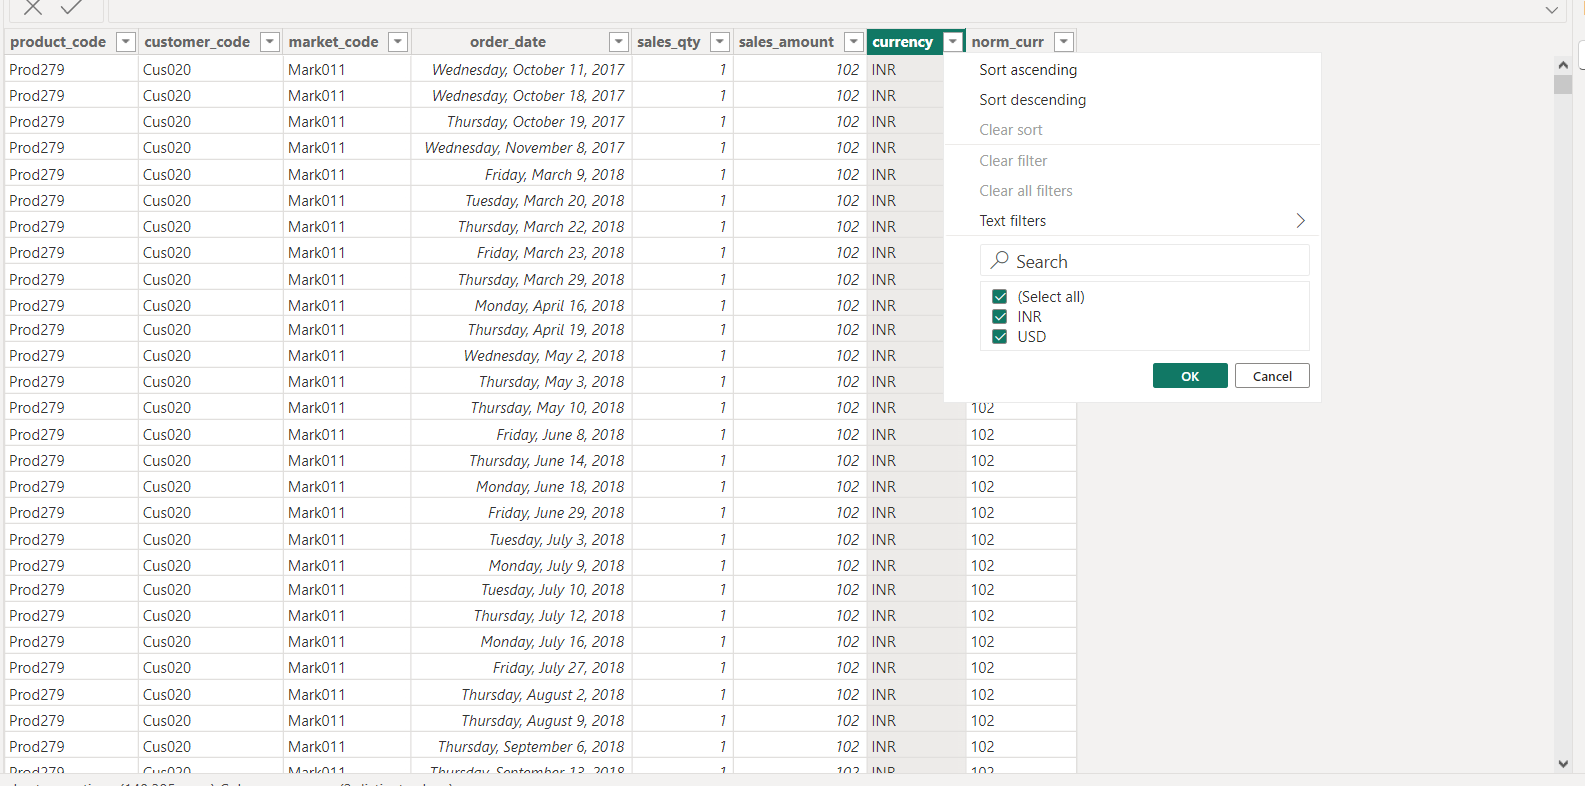 product_code customer_code market_code order_date sales_qty sales_amount currency norm_curr
Prod279 Cus020 Mark011 Wednesday, October 11, 2017 1 102 INR Sort ascending
Prod279 Cus020 Mark011 Wednesday, October 18, 2017 1 102 INR Sort descending
Prod279 Cus020 Mark011 Thursday, October 19, 2017 1 102 INR Clear sort
Prod279 Cus020 Mark011 Wednesday, November 8, 2017 1 102 INR Clear filter
Prod279 Cus020 Mark011 Friday, March 9, 2018 1 102 INR
Prod279 Cus020 Mark011 Tuesday, March 20, 2018 1 102 INR Clear all filters
Prod279 Cus020 Mark011 Thursday, March 22, 2018 1 102 INR Text filters
Prod279 Cus020 Mark011 Friday, March 23, 2018 1 102 INR Search
Prod279 Cus020 Mark011 Thursday, March 29, 2018 1 102 INR
Prod279 Cus020 Mark011 Monday, April 16, 2018 1 102 INR (Select all)
INR
Prod279 Cus020 Mark011 Thursday, April 19, 2018 1 102 INR USD
Prod279 Cus020 Mark011 Wednesday, May 2, 2018 1 102 INR
Prod279 Cus020 Mark011 Thursday, May 3, 2018 1 102 INR OK Cancel
Prod279 Cus020 Mark011 Thursday, May 10, 2018 1 102 INR 102
Prod279 Cus020 Mark011 Friday, June 8, 2018 1 102 INR 102
Prod279 Cus020 Mark011 Thursday, June 14, 2018 1 102 INR 102
Prod279 Cus020 Mark011 Monday, June 18, 2018 1 102 INR 102
Prod279 Cus020 Mark011 Friday, June 29, 2018 1 102 INR 102
Prod279 Cus020 Mark011 Tuesday, July 3, 2018 1 102 INR 102
Prod279 Cus020 Mark011 Monday, July 9, 2018 1 102 INR 102
Prod279 Cus020 Mark011 Tuesday, July 10, 2018 1 102 INR 102
Prod279 Cus020 Mark011 Thursday, July 12, 2018 1 102 INR 102
Prod279 Cus020 Mark011 Monday, July 16, 2018 1 102 INR 102
Prod279 Cus020 Mark011 Friday, July 27, 2018 1 102 INR 102
Prod279 Cus020 Mark011 Thursday, August 2, 2018 1 102 INR 102
Prod279 Cus020 Mark011 Thursday, August 9, 2018 1 102 INR 102
Prod279 Cus020 Mark011 Thursday, September 6, 2018 1 102 INR 102
Prod279 Cus020 Mark011 Thursday, September 13, 2018 1 102 INR 102